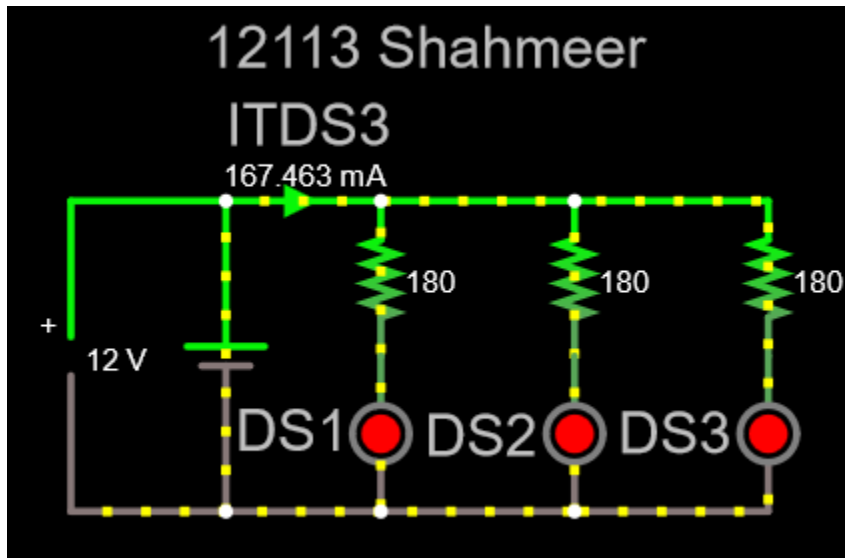 12113 Shahmeer
ITDS3
167.463 mA
180 180 180
+
12 V
DS1 DS2 DS3